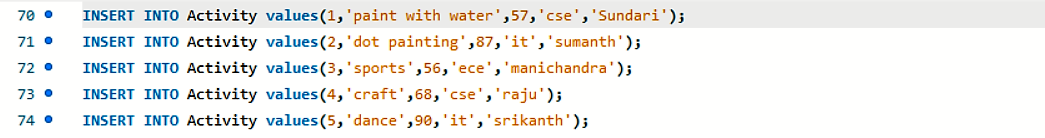 70 INSERT INTO Activity values(1,'paint with water',57,'cse','Sundari');
71 INSERT INTO Activity values(2,'dot painting',87,'it','sumanth');
72 INSERT INTO Activity values(3,'sports',56,'ece','manichandra');
73 INSERT INTO Activity values(4,'craft',68,'cse','raju');
74 INSERT INTO Activity values(5,'dance',90,'it','srikanth');